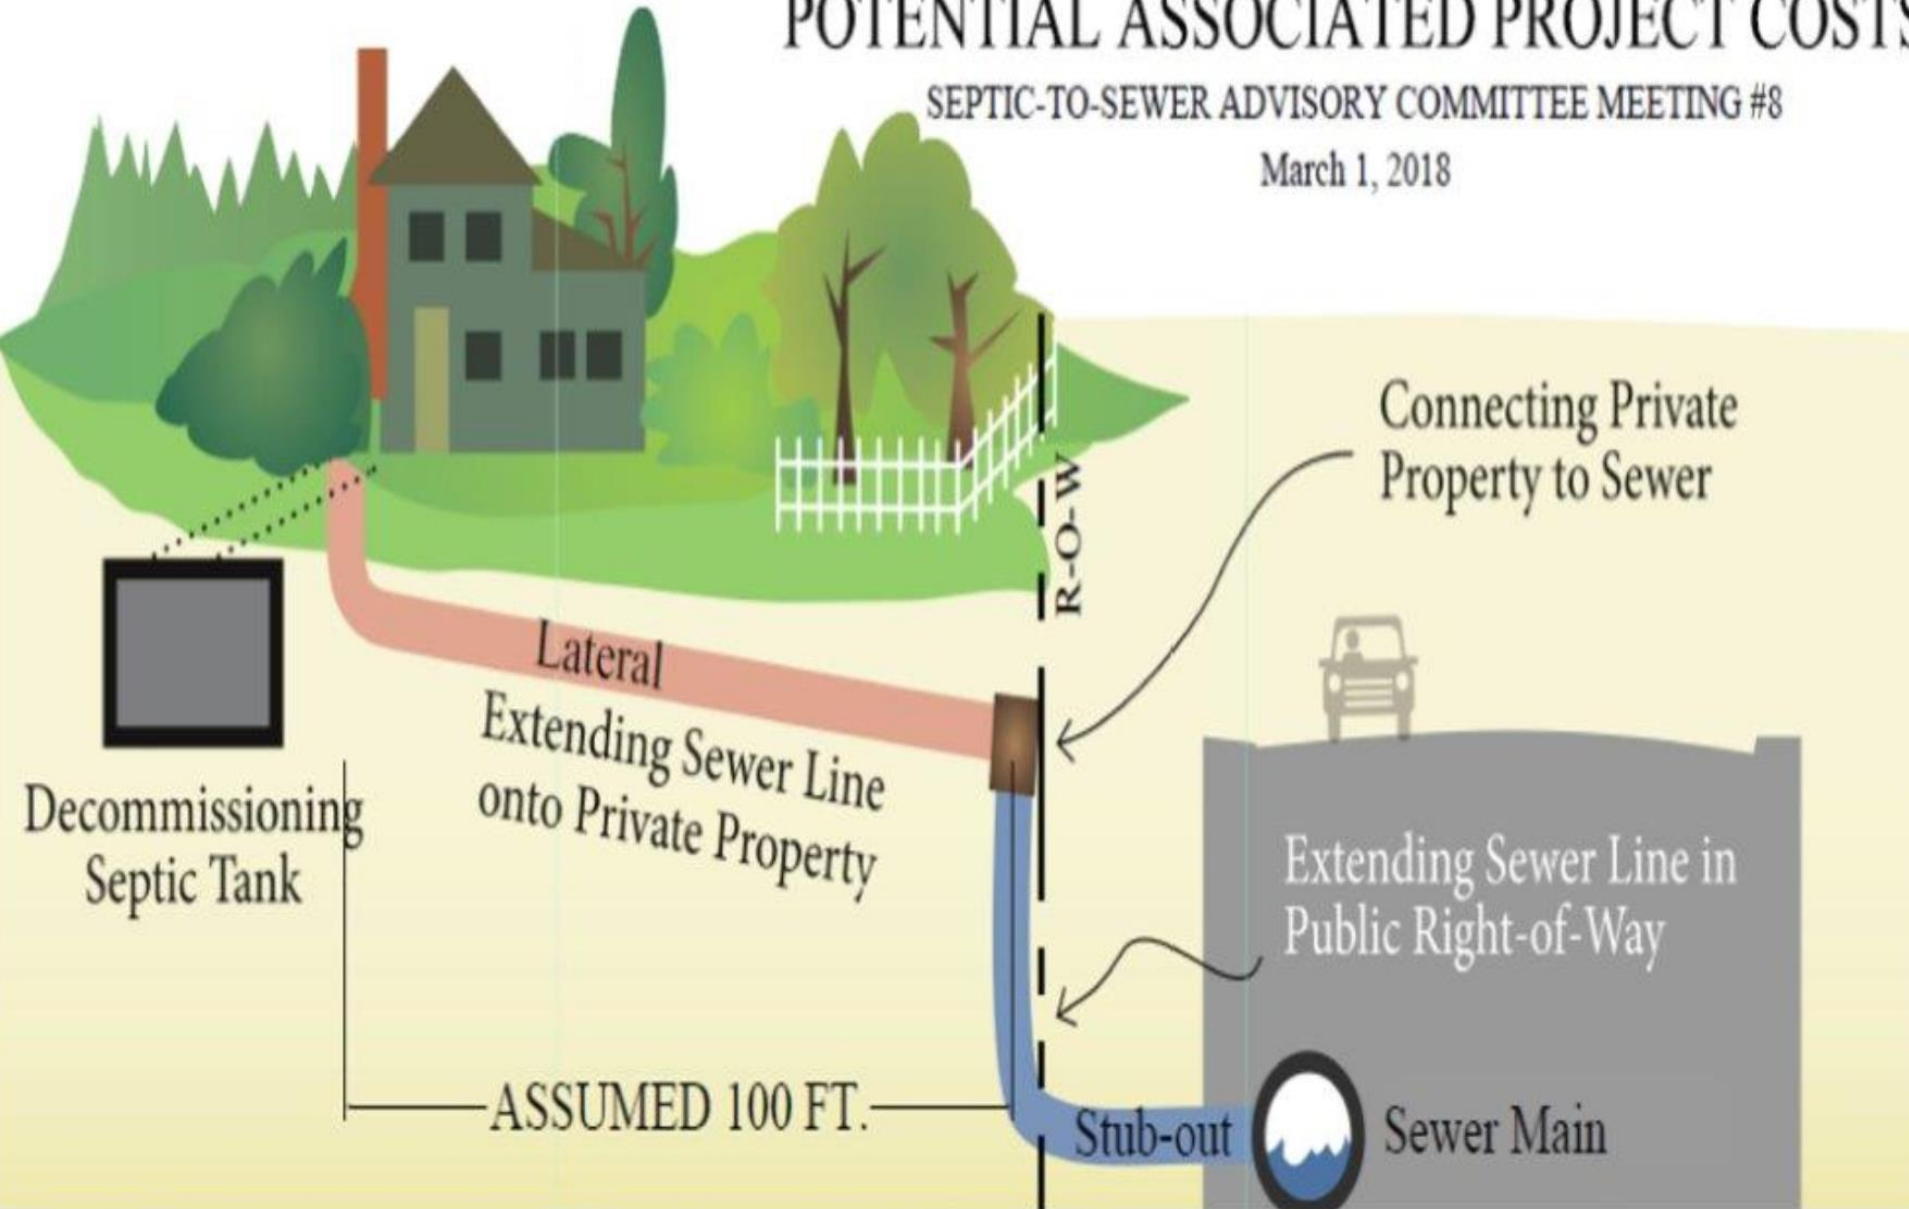 POTENTIAL ASSOCIATED PROJECT COSTS
SEPTIC-TO-SEWER ADVISORY COMMITTEE MEETING #8
March 1, 2018
Connecting Private
Property to Sewer
R-O-W
Lateral
Extending Sewer Line
onto Private Property
Decommissioning
Septic Tank
Extending Sewer Line in
Public Right-of-Way
ASSUMED 100 FT.
Stub-out
Sewer Main